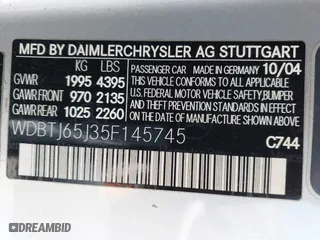 MFD BY DAIMLERCHRYSLER AG STUTTGART
KG LBS
GVWR 1995 4395
GAWR FRONT 970 2135
GAWR REAR 1025 2260
PASSENGER CAR MADE IN GERMANY 10/04
THIS VEHICLE CONFORMS TO ALL
APPLICABLE U.S. FEDERAL MOTOR
VEHICLE SAFETY, BUMPER, AND
THEFT PREVENTION STANDARDS IN
EFFECT ON THE DATE OF
MANUFACTURE SHOWN ABOVE.
WDBTJ65J35F145745
C744
DREAMBID